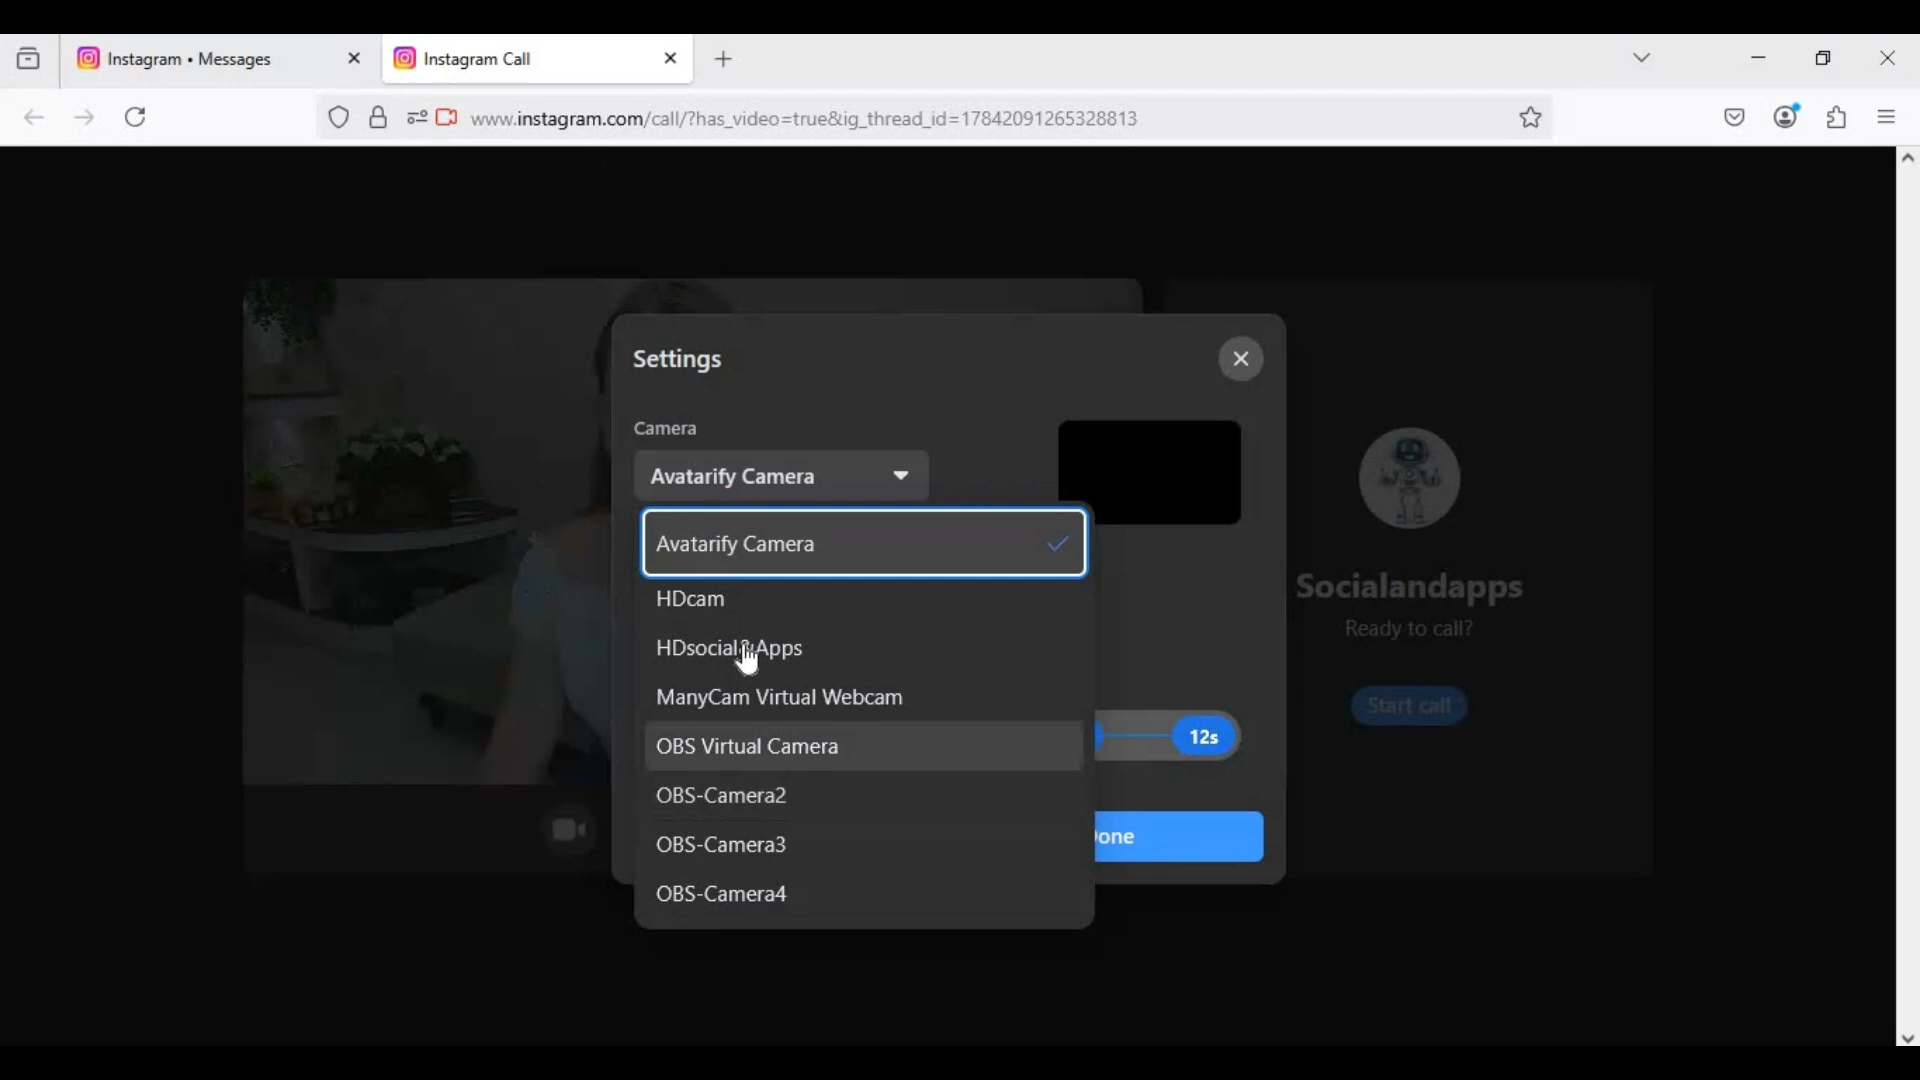 Instagram • Messages
Instagram Call
www.instagram.com/call/?has_video=true&ig_thread_id=17842091265328813
Settings
Camera
Avatarify Camera
Avatarify Camera
HDcam
HDsocial Apps
ManyCam Virtual Webcam
OBS Virtual Camera
OBS-Camera2
OBS-Camera3
OBS-Camera4
12s
one
Socialandapps
Ready to call?
Start call